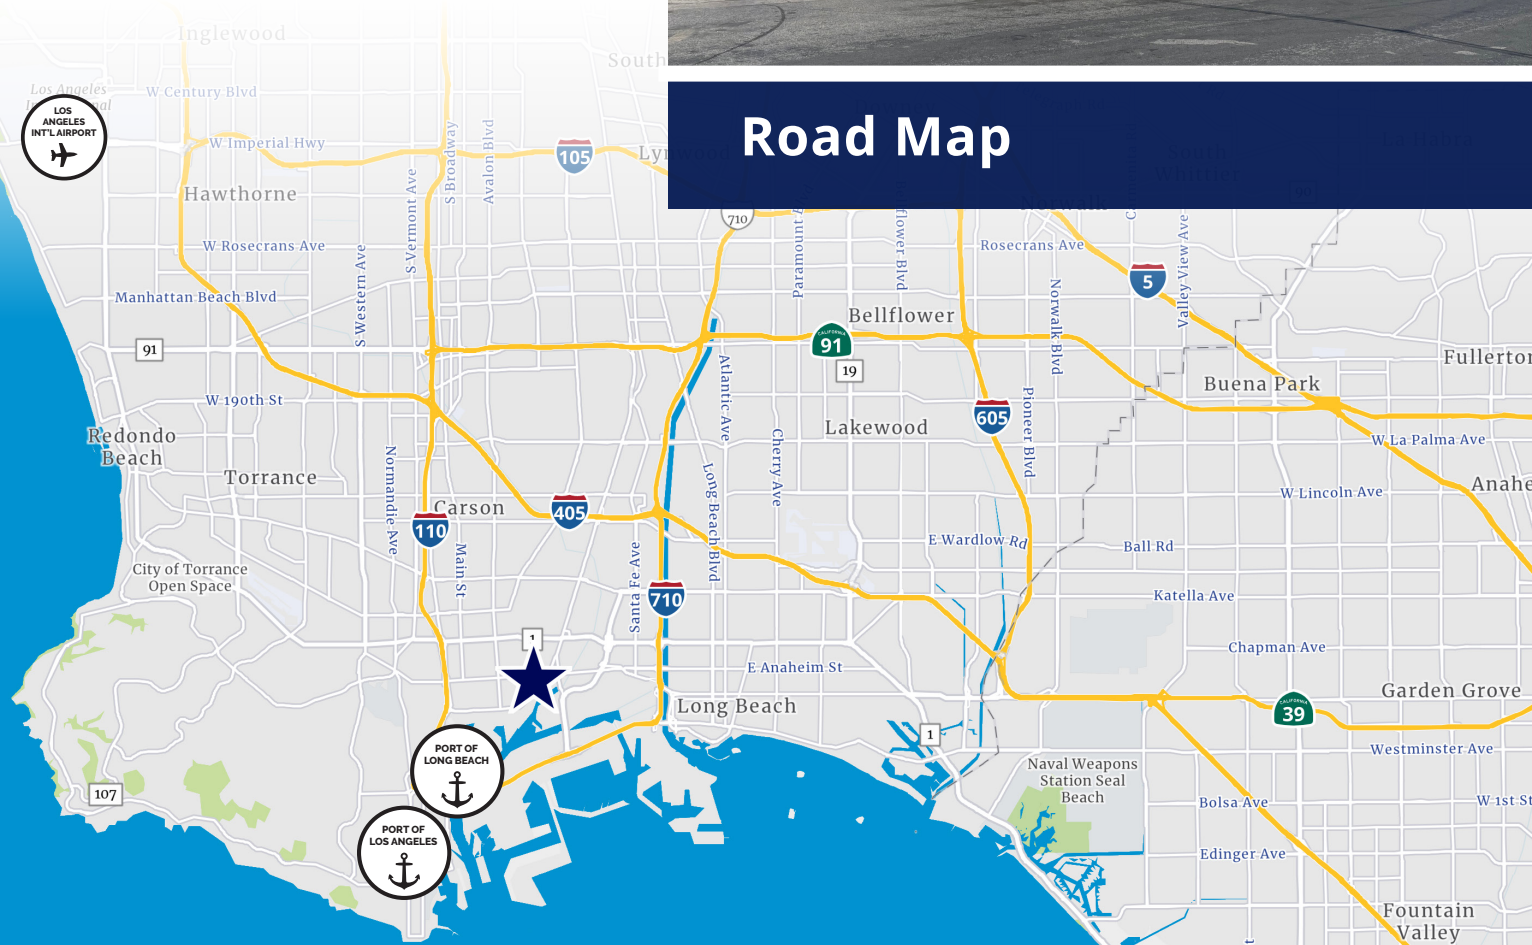 Road Map
Inglewood
South
Los Angeles
W Century Blvd
LOS
ANGELES
INT'L AIRPORT
W Imperial Hwy
S Broadway
Avalon Blvd
105
Lynwood
South
Whittier
90
Hawthorne
S Vermont Ave
Norwalk
710
W Rosecrans Ave
S Western Ave
Rosecrans Ave
5
Valley View Ave
Manhattan Beach Blvd
Norwalk Blvd
Bellflower
CALIFORNIA
91
91
19
Atlantic Ave
Buena Park
W 190th St
605
Pioneer Blvd
Lakewood
Redondo
Beach
W La Palma Ave
Torrance
Normandie Ave
Long Beach Blvd
Cherry Ave
W Lincoln Ave
Carson
405
110
E Wardlow Rd
Ball Rd
City of Torrance
Open Space
Main St
Santa Fe Ave
710
Katella Ave
1
Chapman Ave
E Anaheim St
Long Beach
Garden Grove
CALIFORNIA
39
1
Westminster Ave
PORT OF
LONG BEACH
Naval Weapons
Station Seal
Beach
107
Bolsa Ave
W 1st St
PORT OF
LOS ANGELES
Edinger Ave
Fountain
Valley